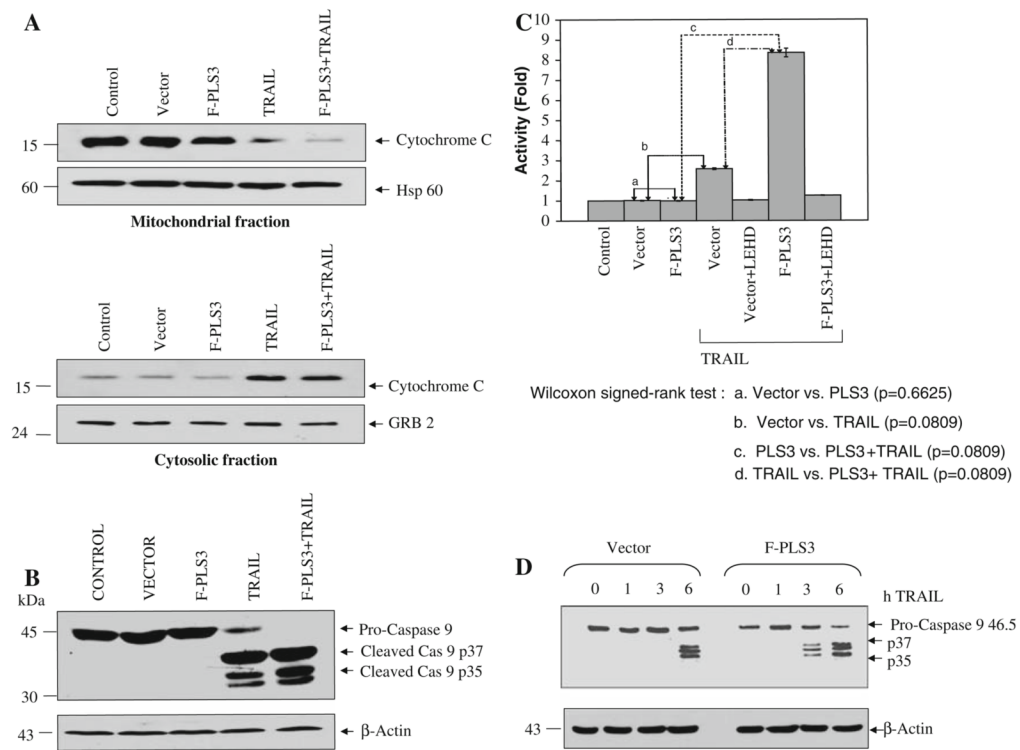 A
Control
Vector
F-PLS3
TRAIL
F-PLS3+TRAIL
15
Cytochrome C
60
Hsp 60
Mitochondrial fraction
Control
Vector
F-PLS3
TRAIL
F-PLS3+TRAIL
15
Cytochrome C
24
GRB 2
Cytosolic fraction
B
kDa
CONTROL
VECTOR
F-PLS3
TRAIL
F-PLS3+TRAIL
45
Pro-Caspase 9
Cleaved Cas 9 p37
Cleaved Cas 9 p35
30
43
β-Actin
C
Activity (Fold)
10
9
8
7
6
5
4
3
2
1
0
a
b
c
d
Control
Vector
F-PLS3
Vector
Vector+LEHD
F-PLS3
F-PLS3+LEHD
TRAIL
Wilcoxon signed-rank test : a. Vector vs. PLS3 (p=0.6625)
b. Vector vs. TRAIL (p=0.0809)
c. PLS3 vs. PLS3+TRAIL (p=0.0809)
d. TRAIL vs. PLS3+ TRAIL (p=0.0809)
D
Vector F-PLS3
0 1 3 6 0 1 3 6 h TRAIL
Pro-Caspase 9 46.5
p37
p35
43
β-Actin